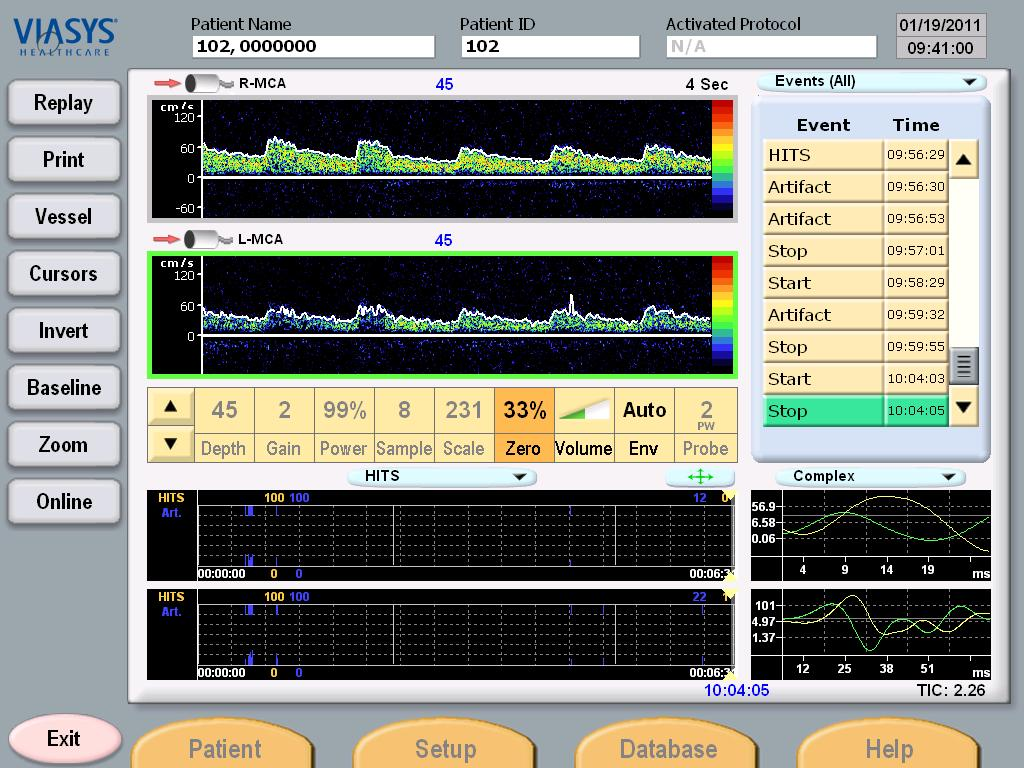 VIASYS
HEALTHCARE
Patient Name
102, 0000000
Patient ID
102
Activated Protocol
N/A
01/19/2011
09:41:00
Replay
Print
Vessel
Cursors
Invert
Baseline
Zoom
Online
Exit
R-MCA 45 4 Sec
cm/s
120
60
0
-60
L-MCA 45
cm/s
120
60
0
Events (All)
Event Time
HITS 09:56:29
Artifact 09:56:30
Artifact 09:56:53
Stop 09:57:01
Start 09:58:29
Artifact 09:59:32
Stop 09:59:55
Start 10:04:03
Stop 10:04:05
45 2 99% 8 231 33% Auto 2
PW
Depth Gain Power Sample Scale Zero Volume Env Probe
HITS
HITS 100 100 12 0
Art.
00:00:00 0 0 00:06:3
HITS 100 100 22 1
Art.
00:00:00 0 0 00:06:3
10:04:05
Complex
56.9
6.58
0.06
4 9 14 19 ms
101
4.97
1.37
12 25 38 51 ms
TIC: 2.26
Patient Setup Database Help